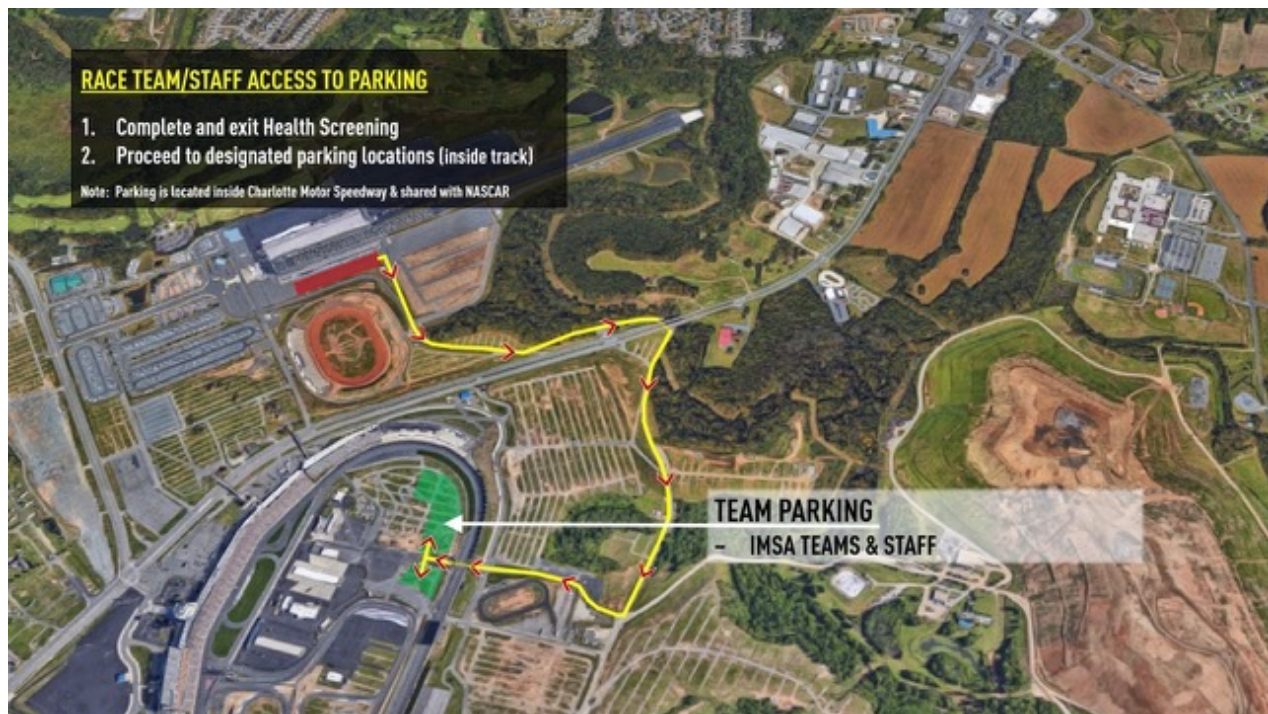 RACE TEAM/STAFF ACCESS TO PARKING
1. Complete and exit Health Screening
2. Proceed to designated parking locations (inside track)
Note: Parking is located inside Charlotte Motor Speedway & shared with NASCAR
TEAM PARKING
– IMSA TEAMS & STAFF